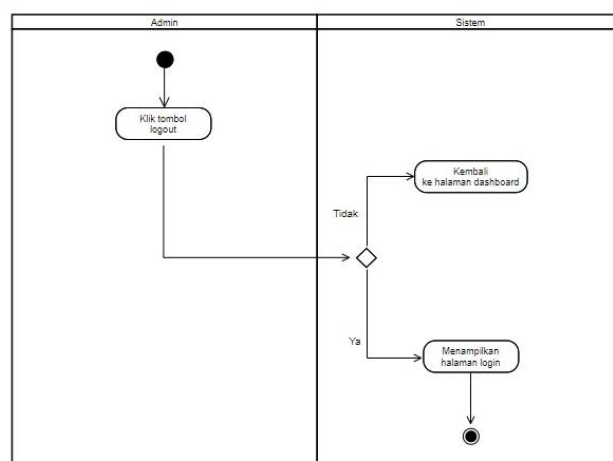 Admin
Sistem
Klik tombol
logout
Kembali
ke halaman dashboard
Tidak
Ya
Menampilkan
halaman login